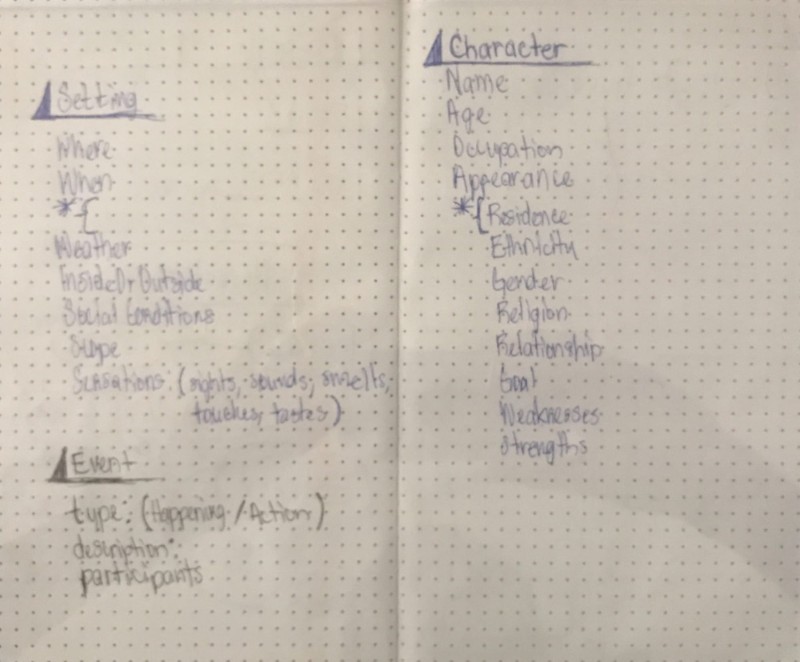 Setting
Where
When
*{
Weather
Inside Or Outside
Social Conditions
Scope
Sensations (sights, sounds, smells,
touches, tastes)
Event
type: (Happening / Action)
description:
participants
Character
Name
Age
Occupation
Appearance
*{Residence
Ethnicity
Gender
Religion
Relationship
Goal
Weaknesses
Strengths